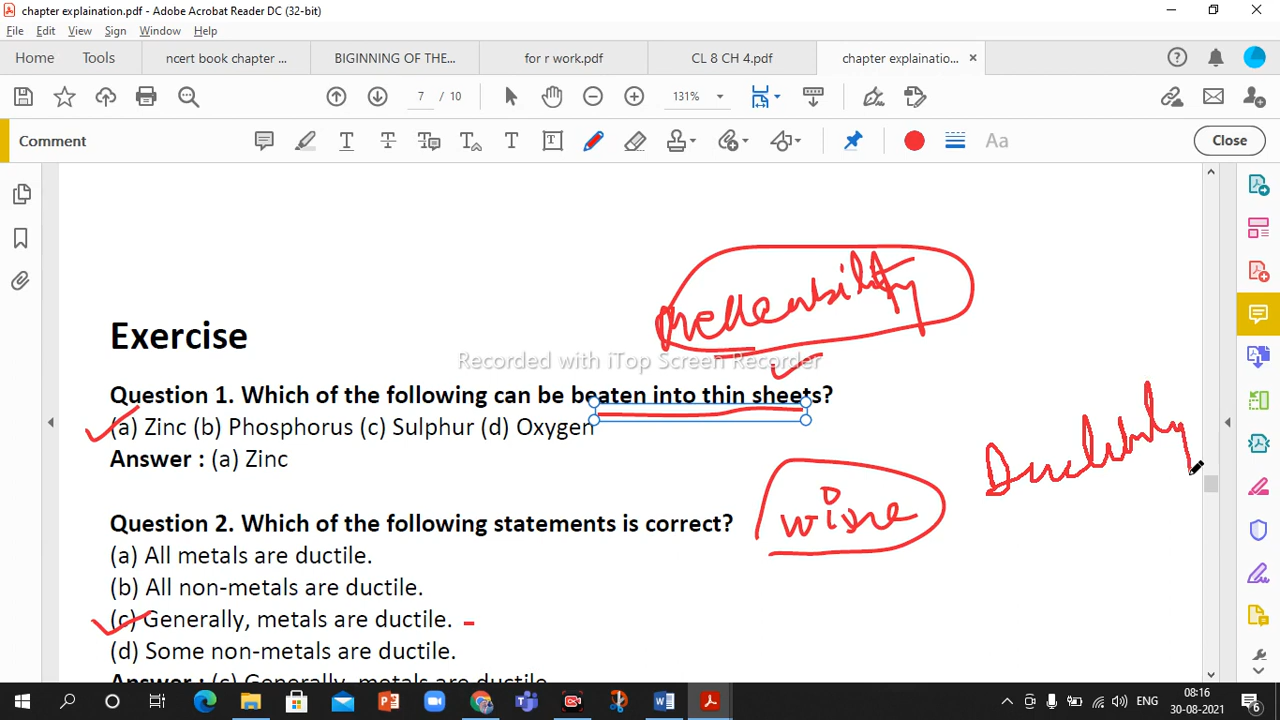 chapter explaination.pdf - Adobe Acrobat Reader DC (32-bit)
File Edit View Sign Window Help
Home Tools ncert book chapter ... BIGINNING OF THE... for r work.pdf CL 8 CH 4.pdf chapter explainatio... ×
7 / 10 131%
Comment Aa Close
melleability
Exercise
Recorded with iTop Screen Recorder
Question 1. Which of the following can be beaten into thin sheets?
(a) Zinc (b) Phosphorus (c) Sulphur (d) Oxygen
Answer : (a) Zinc
wire
Question 2. Which of the following statements is correct?
(a) All metals are ductile.
(b) All non-metals are ductile.
(c) Generally, metals are ductile.
(d) Some non-metals are ductile.
Answer : (c) Generally, metals are ductile.
ENG 08:16
30-08-2021 6